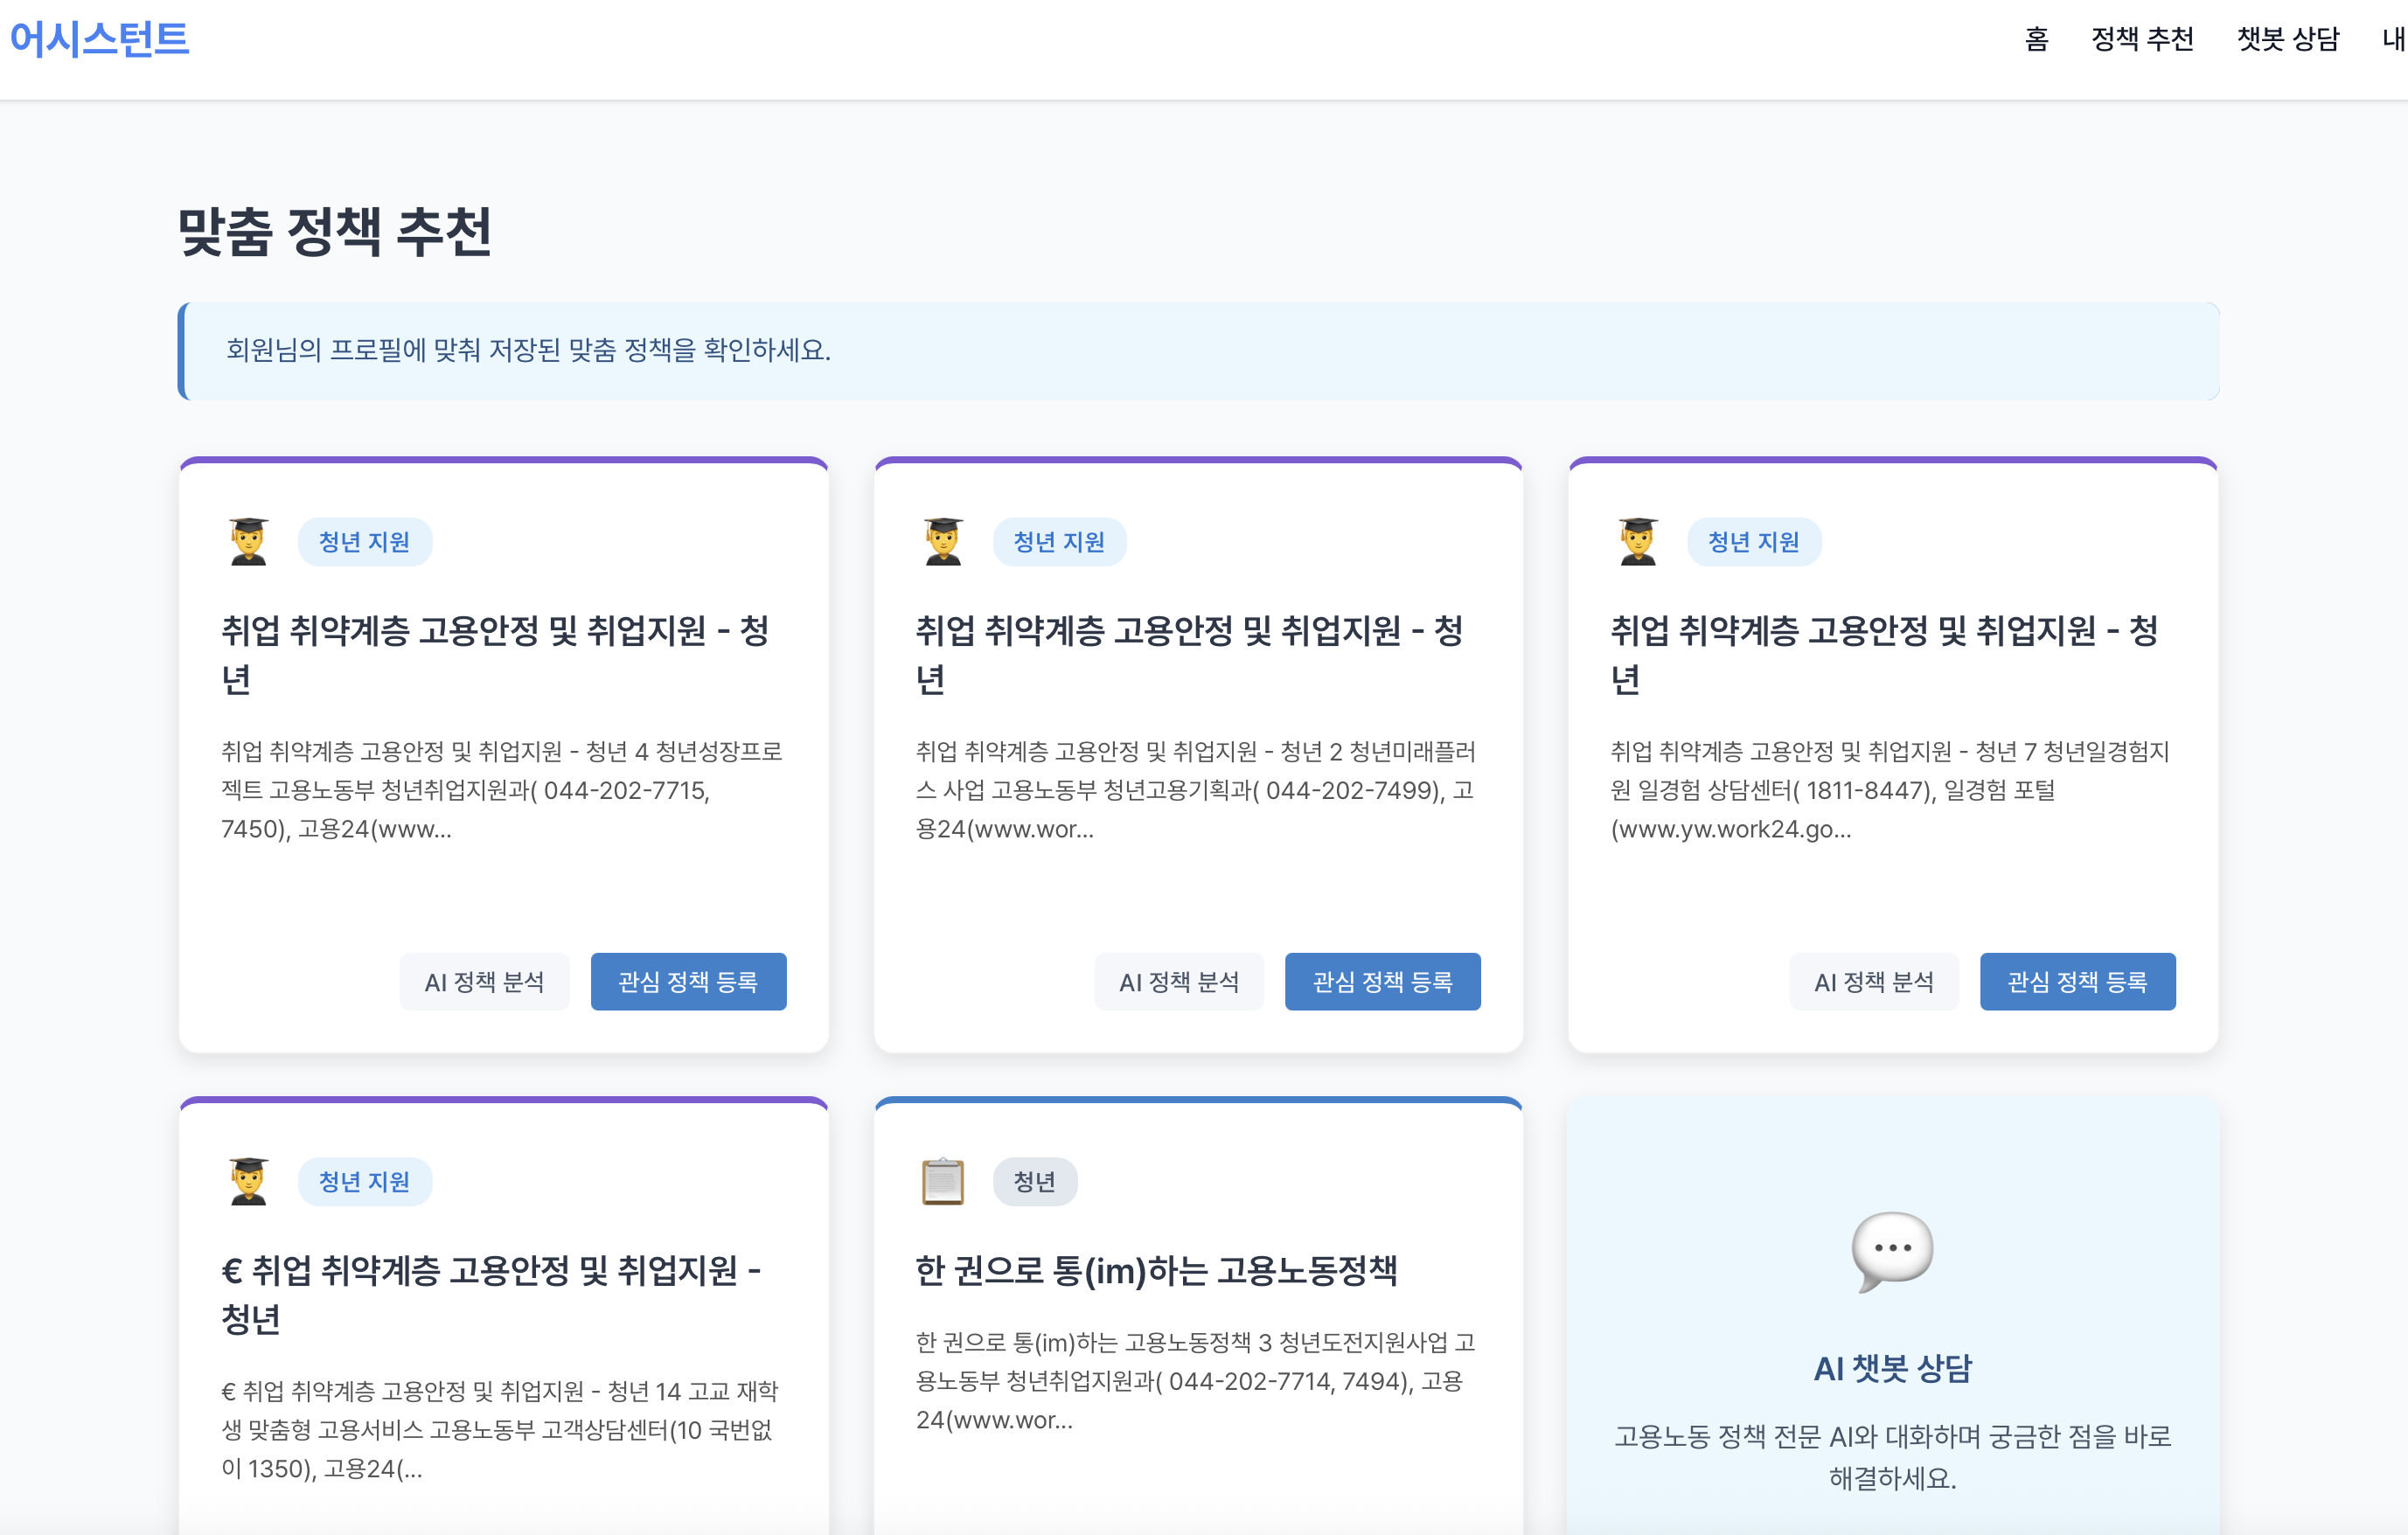 어시스턴트
홈 정책 추천 챗봇 상담 내
맞춤 정책 추천
회원님의 프로필에 맞춰 저장된 맞춤 정책을 확인하세요.
청년 지원
취업 취약계층 고용안정 및 취업지원 - 청
년
취업 취약계층 고용안정 및 취업지원 - 청년 4 청년성장프로
젝트 고용노동부 청년취업지원과( 044-202-7715,
7450), 고용24(www...
AI 정책 분석
관심 정책 등록
청년 지원
취업 취약계층 고용안정 및 취업지원 - 청
년
취업 취약계층 고용안정 및 취업지원 - 청년 2 청년미래플러
스 사업 고용노동부 청년고용기획과( 044-202-7499), 고
용24(www.wor...
AI 정책 분석
관심 정책 등록
청년 지원
취업 취약계층 고용안정 및 취업지원 - 청
년
취업 취약계층 고용안정 및 취업지원 - 청년 7 청년일경험지
원 일경험 상담센터( 1811-8447), 일경험 포털
(www.yw.work24.go...
AI 정책 분석
관심 정책 등록
청년 지원
€ 취업 취약계층 고용안정 및 취업지원 -
청년
€ 취업 취약계층 고용안정 및 취업지원 - 청년 14 고교 재학
생 맞춤형 고용서비스 고용노동부 고객상담센터(10 국번없
이 1350), 고용24(...
청년
한 권으로 통(im)하는 고용노동정책
한 권으로 통(im)하는 고용노동정책 3 청년도전지원사업 고
용노동부 청년취업지원과( 044-202-7714, 7494), 고용
24(www.wor...
AI 챗봇 상담
고용노동 정책 전문 AI와 대화하며 궁금한 점을 바로
해결하세요.